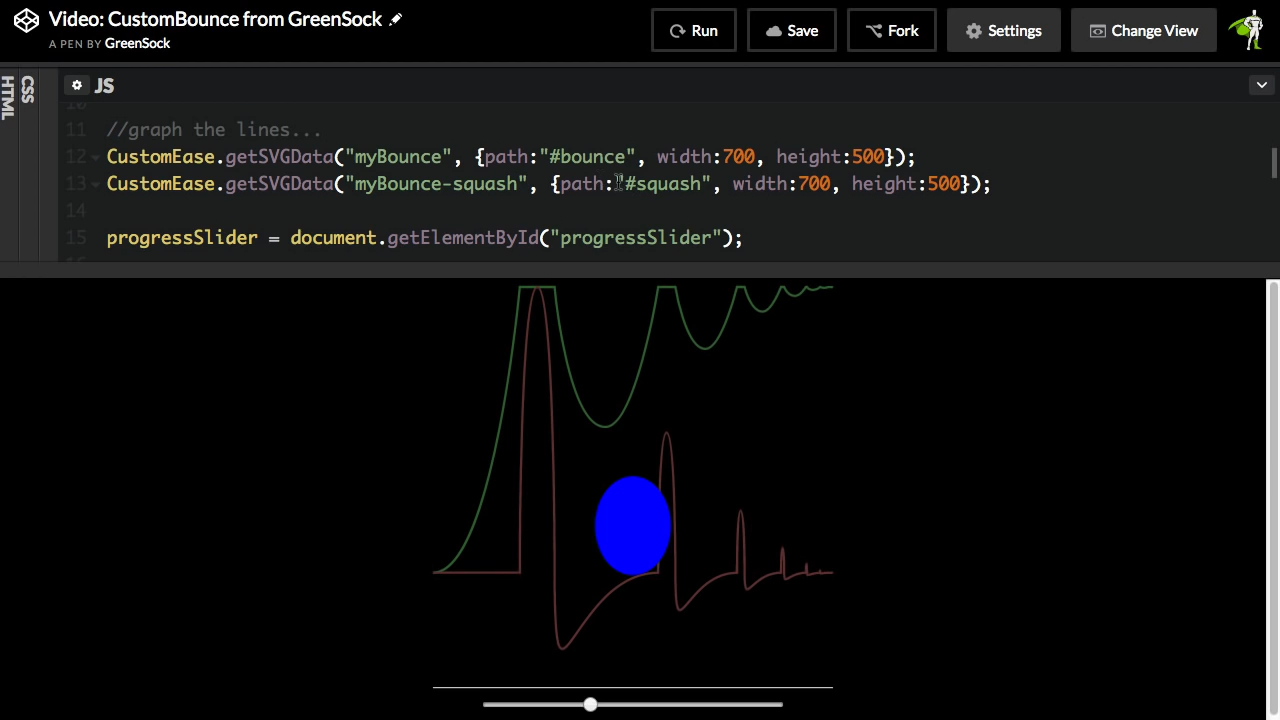 Video: CustomBounce from GreenSock
A PEN BY GreenSock
Run
Save
Fork
Settings
Change View
HTML
CSS
JS
10
11 //graph the lines...
12 CustomEase.getSVGData("myBounce", {path:"#bounce", width:700, height:500});
13 CustomEase.getSVGData("myBounce-squash", {path:"#squash", width:700, height:500});
14
15 progressSlider = document.getElementById("progressSlider");